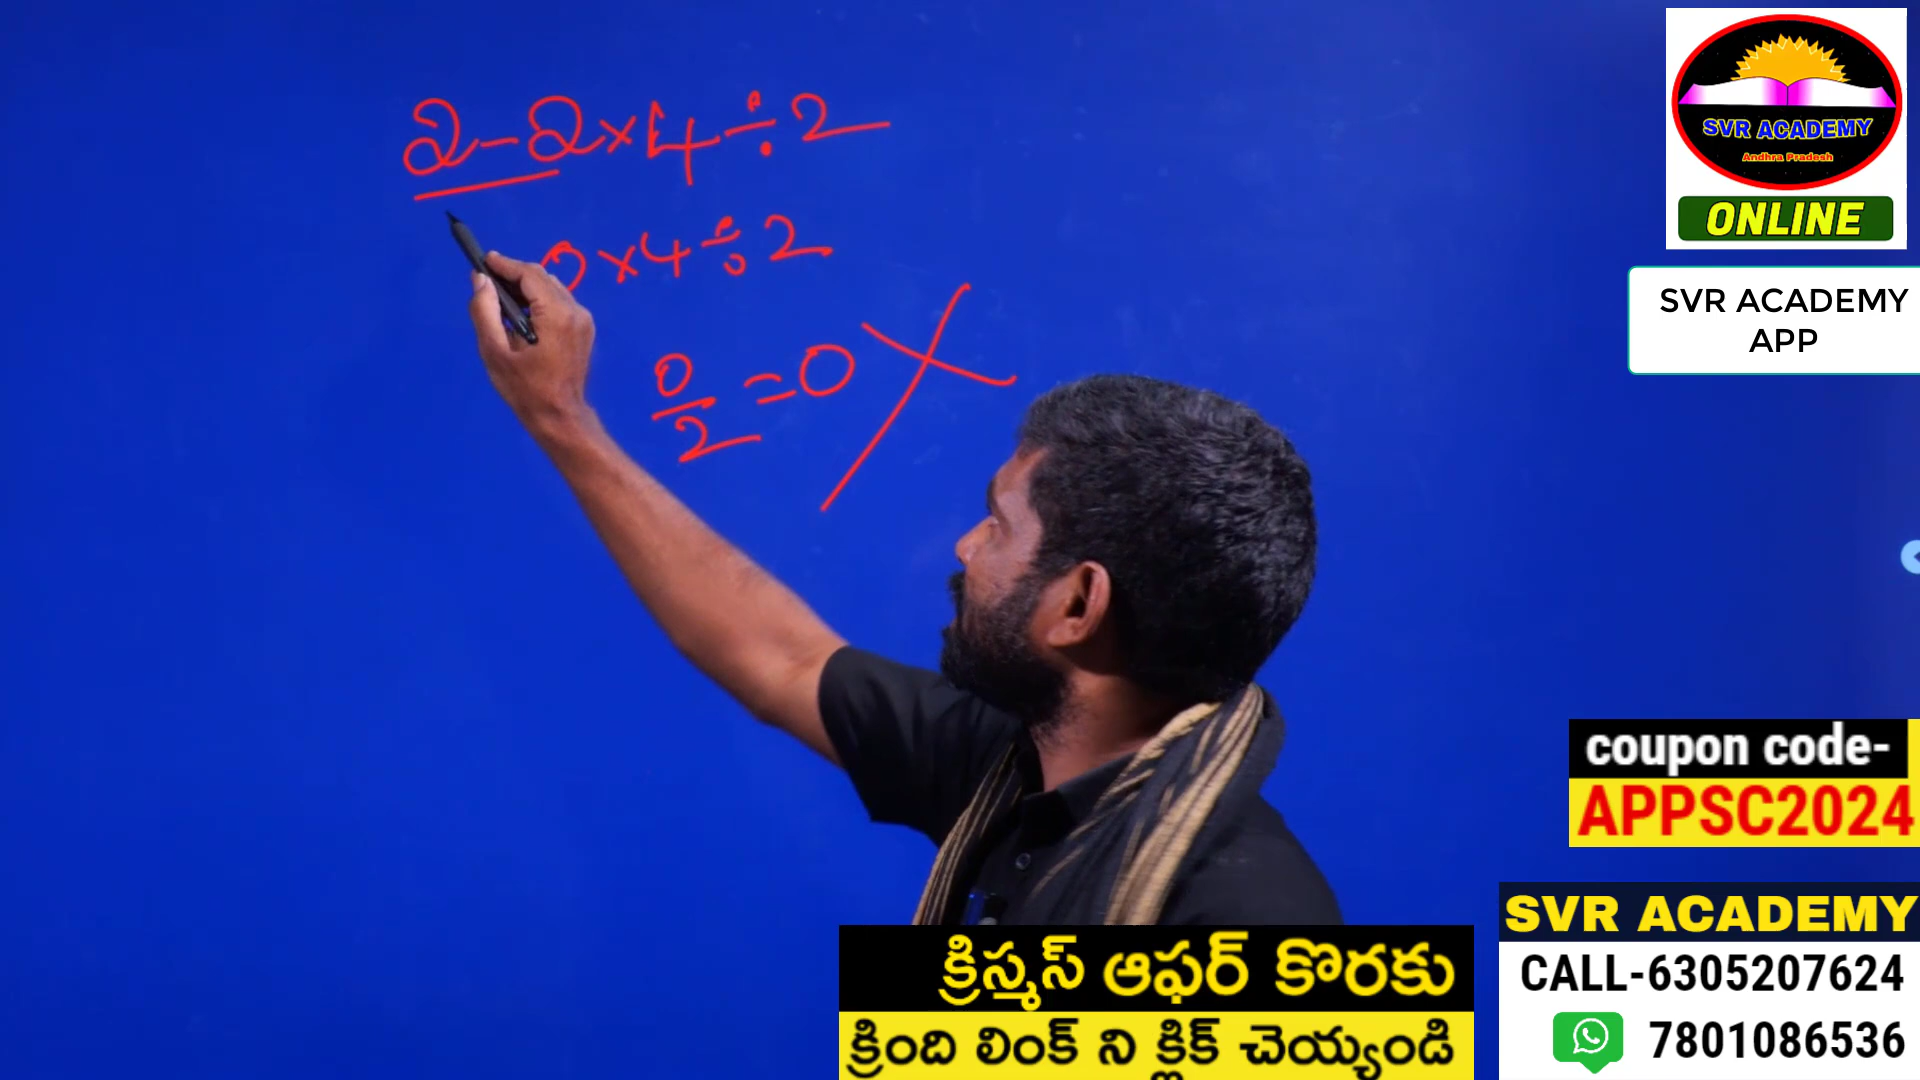 2-2×4÷2
0×4÷2
0/2=0
SVR ACADEMY
Andhra Pradesh
ONLINE
SVR ACADEMY
APP
coupon code-
APPSC2024
SVR ACADEMY
CALL-6305207624
7801086536
క్రిస్మస్ ఆఫర్ కొరకు
క్రింది లింక్ ని క్లిక్ చెయ్యండి